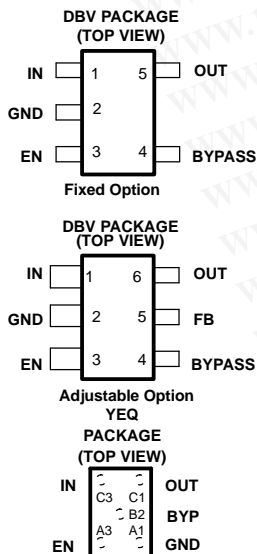 DBV PACKAGE
(TOP VIEW)
IN 1 5 OUT
GND 2
EN 3 4 BYPASS
Fixed Option
DBV PACKAGE
(TOP VIEW)
IN 1 6 OUT
GND 2 5 FB
EN 3 4 BYPASS
Adjustable Option
YEQ
PACKAGE
(TOP VIEW)
IN C3 C1 OUT
B2 BYP
EN A3 A1 GND